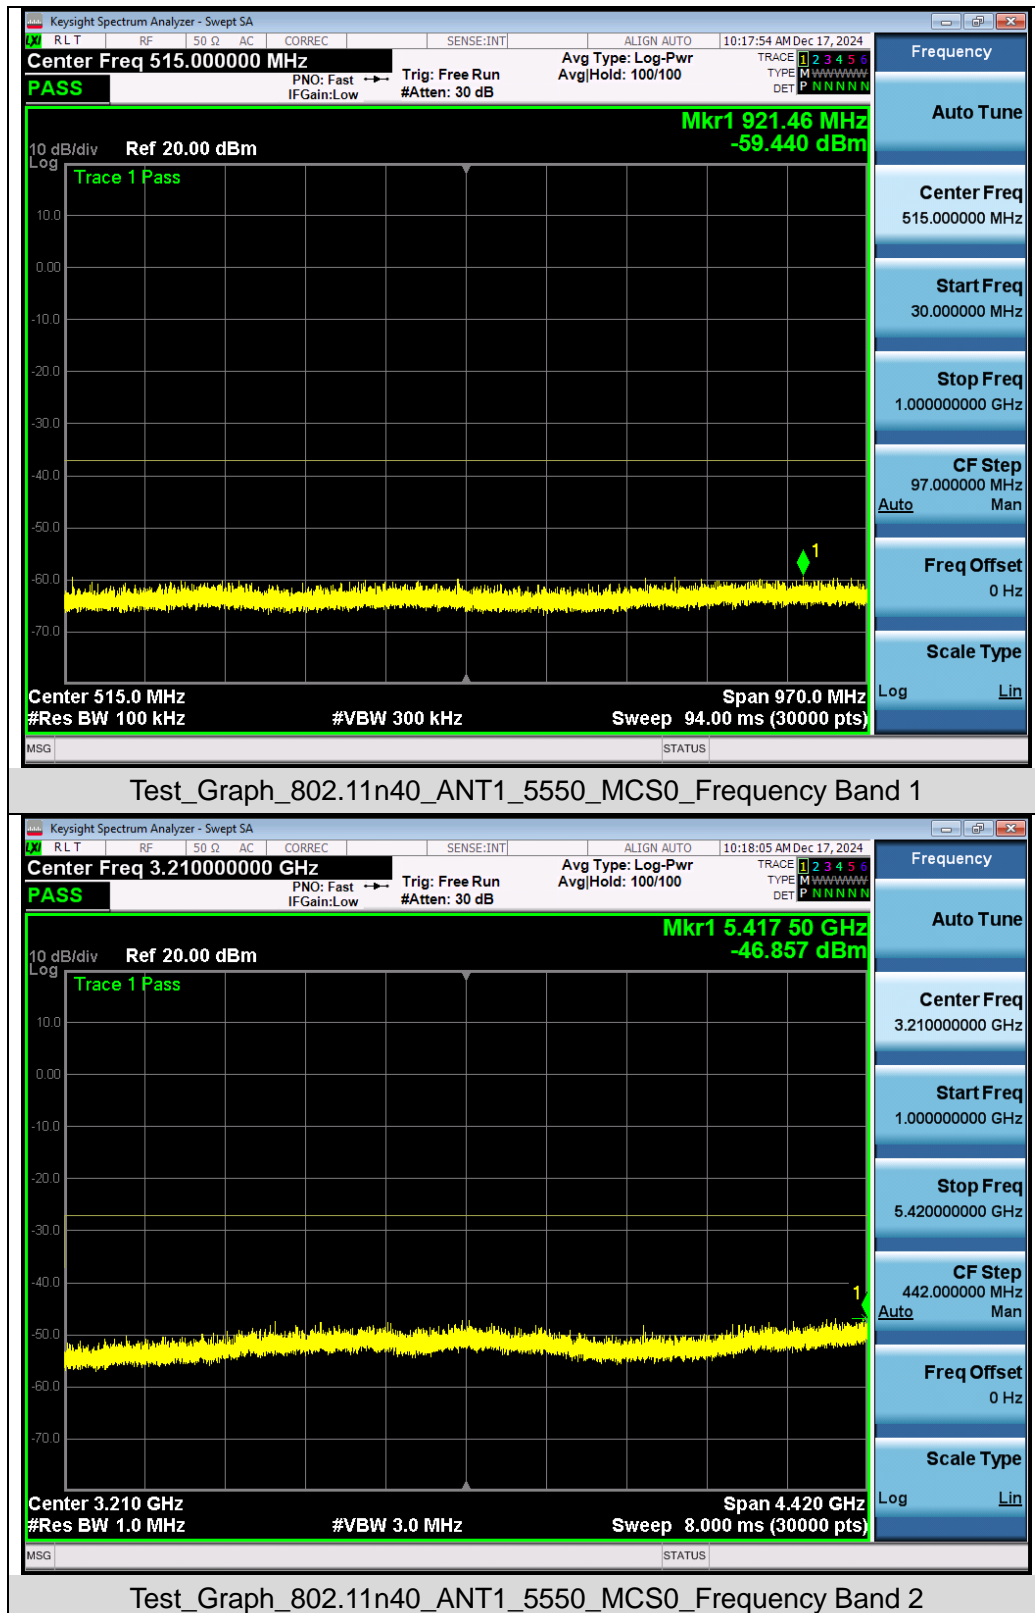 Keysight Spectrum Analyzer - Swept SA
LXI RLT RF 50 Ω AC CORREC SENSE:INT ALIGN AUTO 10:17:54 AM Dec 17, 2024
Center Freq 515.000000 MHz
PASS
PNO: Fast
IFGain:Low
Trig: Free Run
#Atten: 30 dB
Avg Type: Log-Pwr
Avg|Hold: 100/100
TRACE 1 2 3 4 5 6
TYPE M WWWWW
DET P N N N N N
Mkr1 921.46 MHz
-59.440 dBm
10 dB/div Ref 20.00 dBm
Log
Trace 1 Pass
10.0
0.00
-10.0
-20.0
-30.0
-40.0
-50.0
-60.0
-70.0
1
Center 515.0 MHz Span 970.0 MHz
#Res BW 100 kHz #VBW 300 kHz Sweep 94.00 ms (30000 pts)
MSG STATUS
Frequency
Auto Tune
Center Freq
515.000000 MHz
Start Freq
30.000000 MHz
Stop Freq
1.000000000 GHz
CF Step
97.000000 MHz
Auto Man
Freq Offset
0 Hz
Scale Type
Log Lin
Test_Graph_802.11n40_ANT1_5550_MCS0_Frequency Band 1
Keysight Spectrum Analyzer - Swept SA
LXI RLT RF 50 Ω AC CORREC SENSE:INT ALIGN AUTO 10:18:05 AM Dec 17, 2024
Center Freq 3.210000000 GHz
PASS
PNO: Fast
IFGain:Low
Trig: Free Run
#Atten: 30 dB
Avg Type: Log-Pwr
Avg|Hold: 100/100
TRACE 1 2 3 4 5 6
TYPE M WWWWW
DET P N N N N N
Mkr1 5.417 50 GHz
-46.857 dBm
10 dB/div Ref 20.00 dBm
Log
Trace 1 Pass
10.0
0.00
-10.0
-20.0
-30.0
-40.0
-50.0
-60.0
-70.0
1
Center 3.210 GHz Span 4.420 GHz
#Res BW 1.0 MHz #VBW 3.0 MHz Sweep 8.000 ms (30000 pts)
MSG STATUS
Frequency
Auto Tune
Center Freq
3.210000000 GHz
Start Freq
1.000000000 GHz
Stop Freq
5.420000000 GHz
CF Step
442.000000 MHz
Auto Man
Freq Offset
0 Hz
Scale Type
Log Lin
Test_Graph_802.11n40_ANT1_5550_MCS0_Frequency Band 2